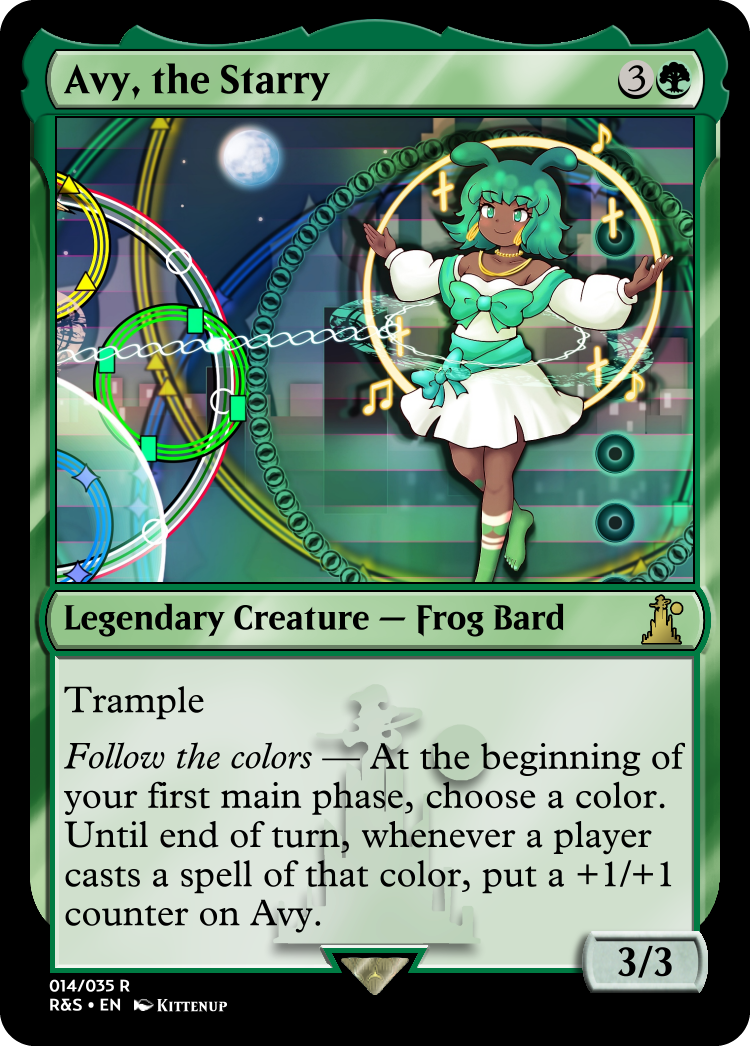 Avy, the Starry 3
Legendary Creature — Frog Bard
Trample
Follow the colors — At the beginning of
your first main phase, choose a color.
Until end of turn, whenever a player
casts a spell of that color, put a +1/+1
counter on Avy.
3/3
014/035 R
R&S • EN KITTENUP